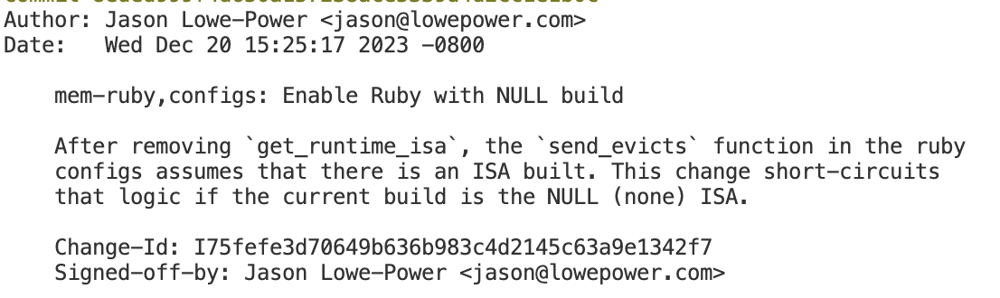 Author: Jason Lowe-Power <jason@lowepower.com>
Date:   Wed Dec 20 15:25:17 2023 -0800
mem-ruby,configs: Enable Ruby with NULL build
After removing `get_runtime_isa`, the `send_evicts` function in the ruby
configs assumes that there is an ISA built. This change short-circuits
that logic if the current build is the NULL (none) ISA.
Change-Id: I75fefe3d70649b636b983c4d2145c63a9e1342f7
Signed-off-by: Jason Lowe-Power <jason@lowepower.com>